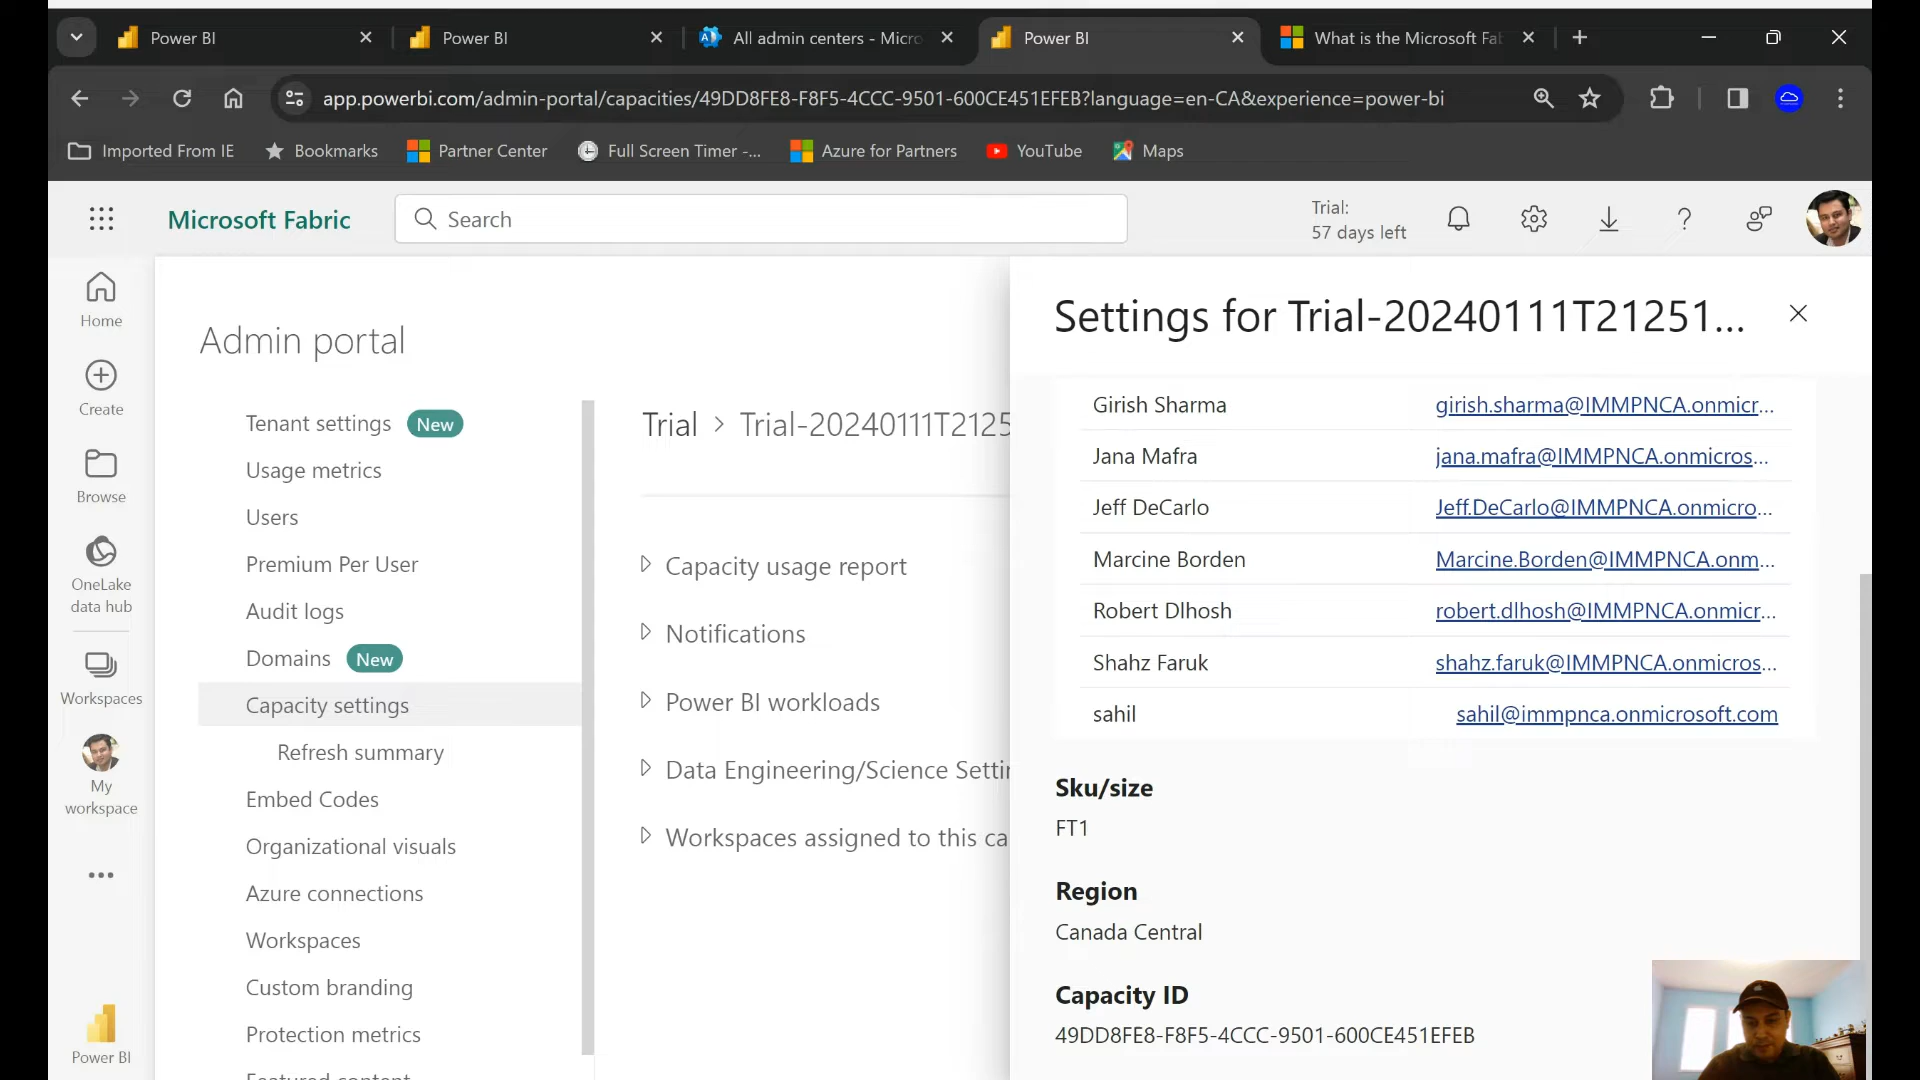 Power BI
Power BI
All admin centers - Micro
Power BI
What is the Microsoft Fab
app.powerbi.com/admin-portal/capacities/49DD8FE8-F8F5-4CCC-9501-600CE451EFEB?language=en-CA&experience=power-bi
Imported From IE
Bookmarks
Partner Center
Full Screen Timer -...
Azure for Partners
YouTube
Maps
Microsoft Fabric
Search
Trial:
57 days left
Home
Create
Browse
OneLake
data hub
Workspaces
My
workspace
Power BI
Admin portal
Tenant settings New
Usage metrics
Users
Premium Per User
Audit logs
Domains New
Capacity settings
Refresh summary
Embed Codes
Organizational visuals
Azure connections
Workspaces
Custom branding
Protection metrics
Featured content
Trial > Trial-20240111T2125
Capacity usage report
Notifications
Power BI workloads
Data Engineering/Science Settin
Workspaces assigned to this ca
Settings for Trial-20240111T21251...
Girish Sharma girish.sharma@IMMPNCA.onmicr...
Jana Mafra jana.mafra@IMMPNCA.onmicros...
Jeff DeCarlo Jeff.DeCarlo@IMMPNCA.onmicro...
Marcine Borden Marcine.Borden@IMMPNCA.onm...
Robert Dlhosh robert.dlhosh@IMMPNCA.onmicr...
Shahz Faruk shahz.faruk@IMMPNCA.onmicros...
sahil sahil@immpnca.onmicrosoft.com
Sku/size
FT1
Region
Canada Central
Capacity ID
49DD8FE8-F8F5-4CCC-9501-600CE451EFEB